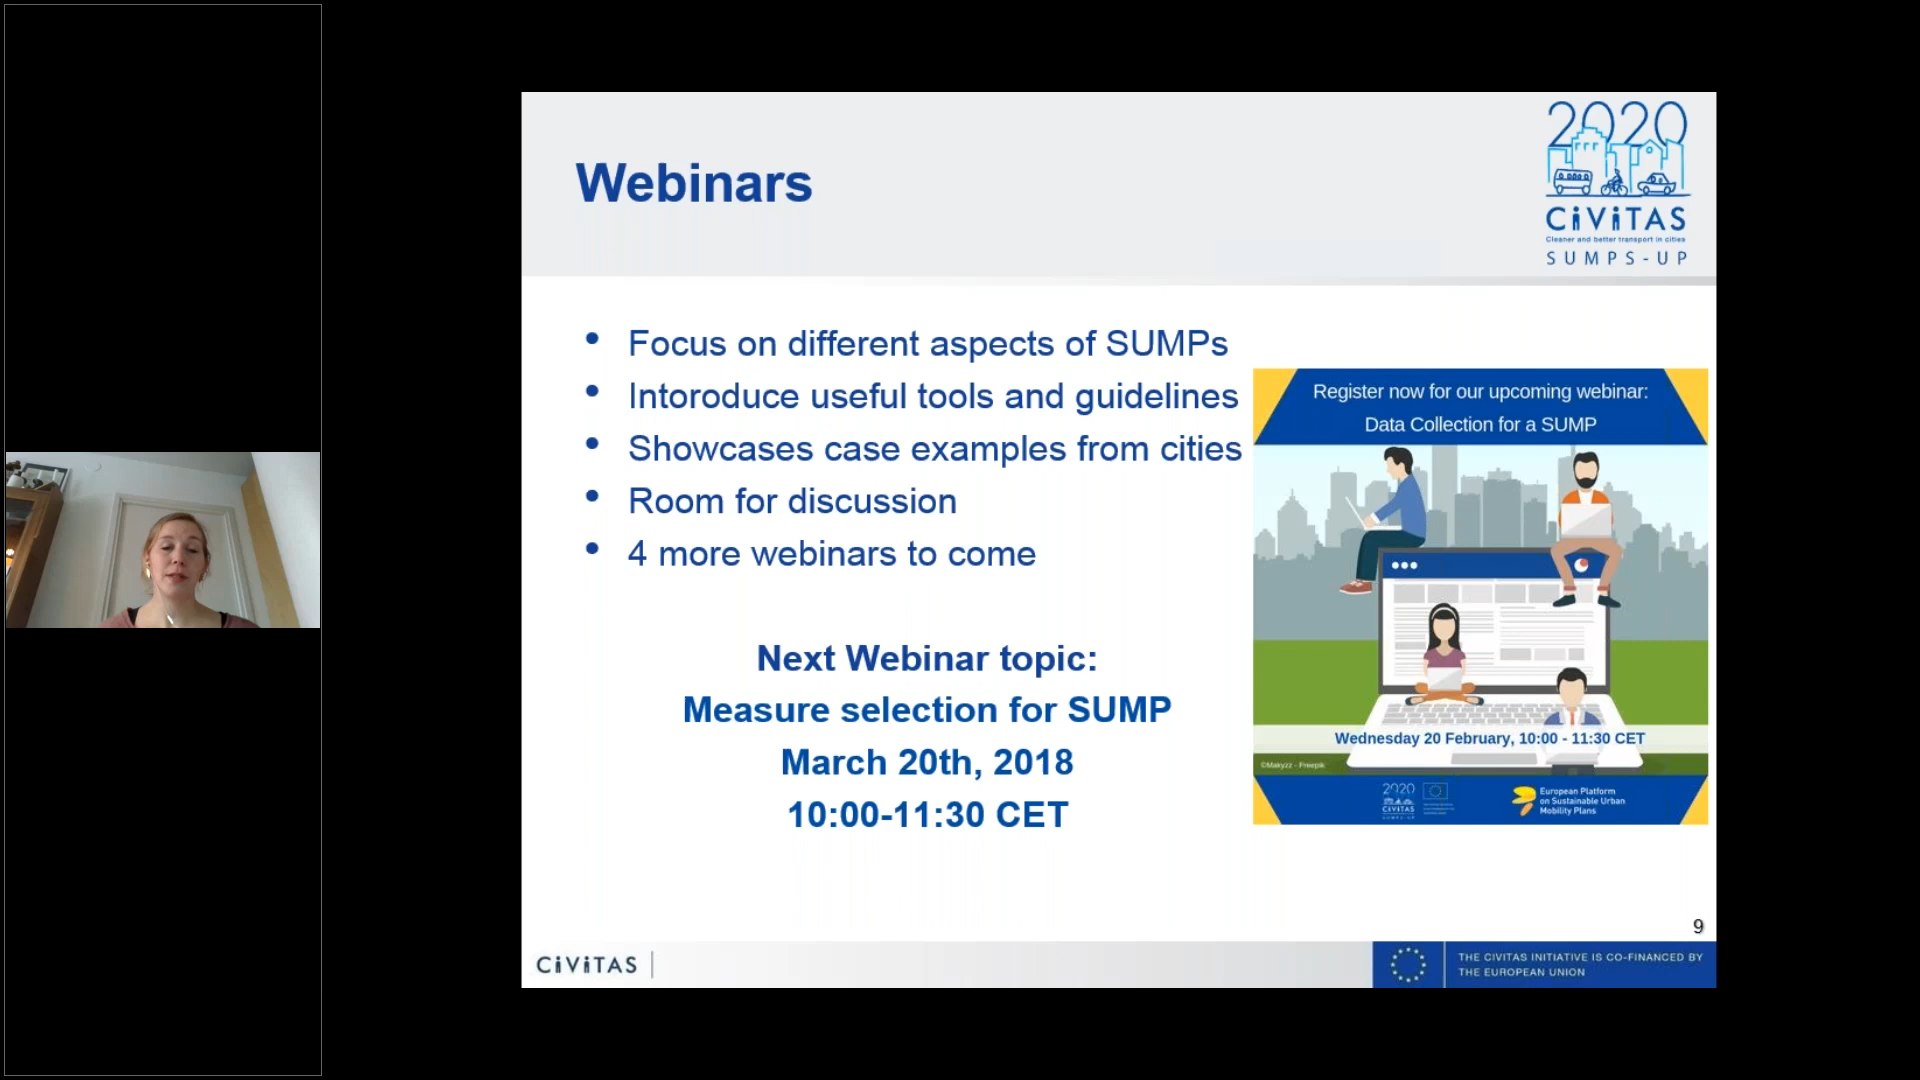 Webinars
2020
CiViTAS
Cleaner and better transport in cities
SUMPS-UP
• Focus on different aspects of SUMPs
• Intoroduce useful tools and guidelines
• Showcases case examples from cities
• Room for discussion
• 4 more webinars to come
Next Webinar topic:
Measure selection for SUMP
March 20th, 2018
10:00-11:30 CET
Register now for our upcoming webinar:
Data Collection for a SUMP
Wednesday 20 February, 10:00 - 11:30 CET
©Makyzz - Freepik
2020
CIVITAS
SUMPS-UP
European Platform
on Sustainable Urban
Mobility Plans
9
CiViTAS
THE CIVITAS INITIATIVE IS CO-FINANCED BY
THE EUROPEAN UNION